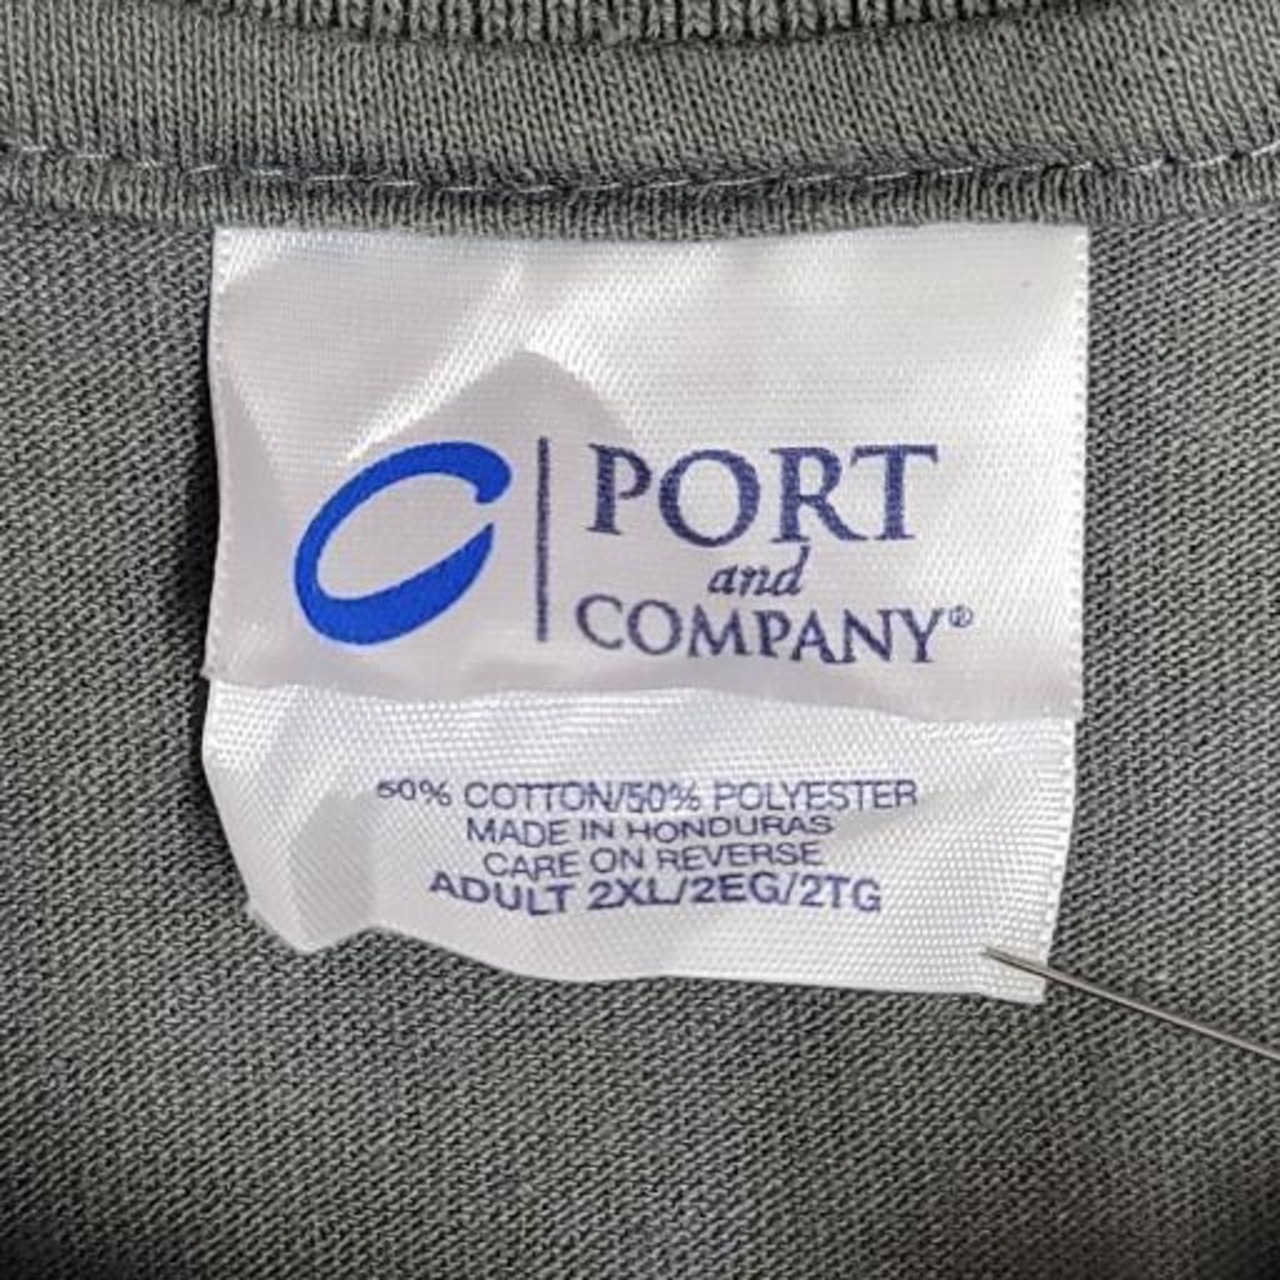 PORT
and
COMPANY®
50% COTTON/50% POLYESTER
MADE IN HONDURAS
CARE ON REVERSE
ADULT 2XL/2EG/2TG